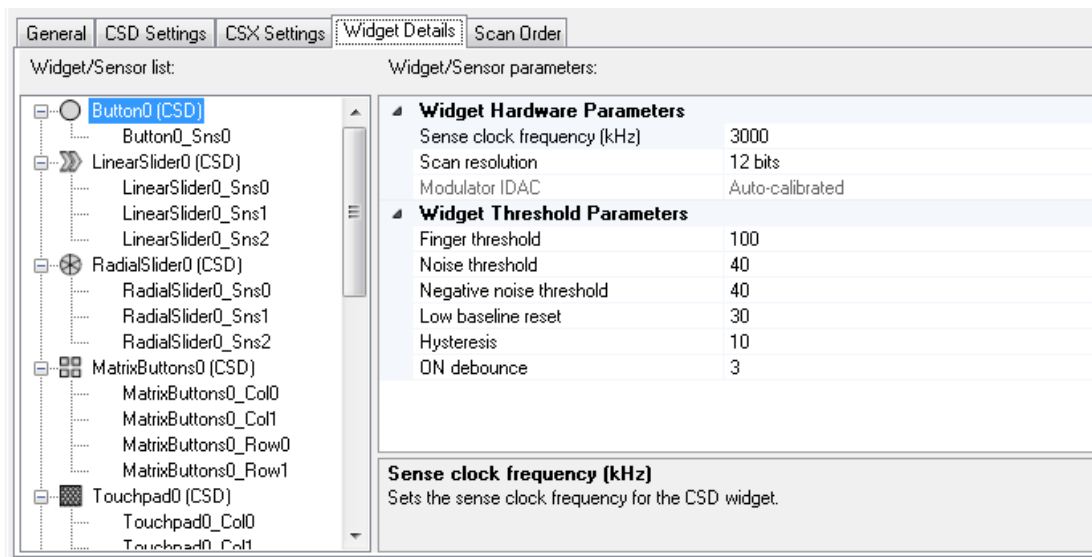 General CSD Settings CSX Settings Widget Details Scan Order
Widget/Sensor list:
Button0 (CSD)
Button0_Sns0
LinearSlider0 (CSD)
LinearSlider0_Sns0
LinearSlider0_Sns1
LinearSlider0_Sns2
RadialSlider0 (CSD)
RadialSlider0_Sns0
RadialSlider0_Sns1
RadialSlider0_Sns2
MatrixButtons0 (CSD)
MatrixButtons0_Col0
MatrixButtons0_Col1
MatrixButtons0_Row0
MatrixButtons0_Row1
Touchpad0 (CSD)
Touchpad0_Col0
Touchpad0_Col1
Widget/Sensor parameters:
Widget Hardware Parameters
Sense clock frequency (kHz) 3000
Scan resolution 12 bits
Modulator IDAC Auto-calibrated
Widget Threshold Parameters
Finger threshold 100
Noise threshold 40
Negative noise threshold 40
Low baseline reset 30
Hysteresis 10
ON debounce 3
Sense clock frequency (kHz)
Sets the sense clock frequency for the CSD widget.